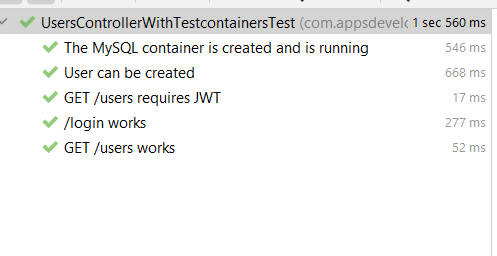 UsersControllerWithTestcontainersTest (com.appsdevelo 1 sec 560 ms
The MySQL container is created and is running 546 ms
User can be created 668 ms
GET /users requires JWT 17 ms
/login works 277 ms
GET /users works 52 ms